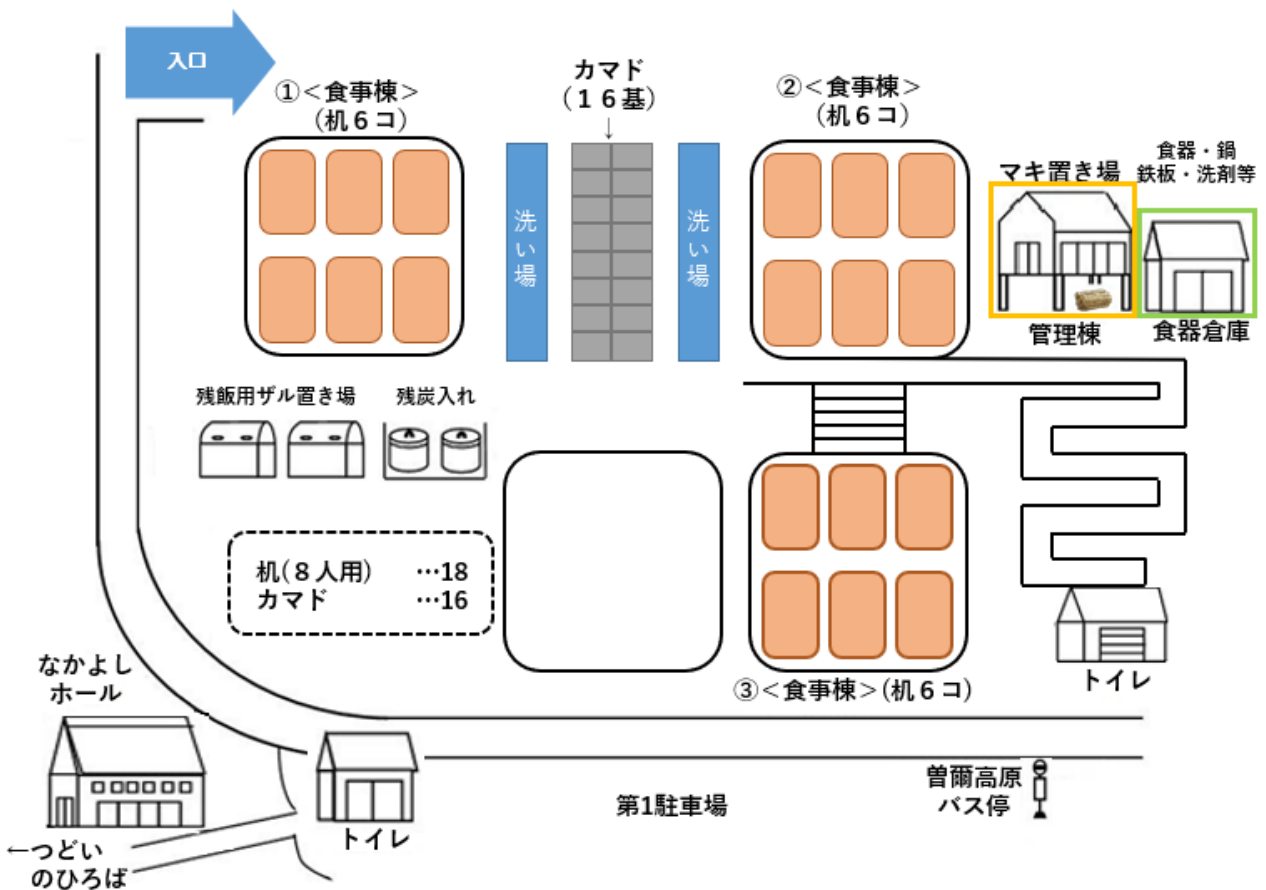 入口
①＜食事棟＞
(机６コ)
カマド
(１６基)
↓
②＜食事棟＞
(机６コ)
洗い場
洗い場
マキ置き場
食器・鍋
鉄板・洗剤等
管理棟
食器倉庫
残飯用ザル置き場
残炭入れ
机(８人用) …18
カマド …16
③＜食事棟＞(机６コ)
トイレ
なかよし
ホール
トイレ
第1駐車場
曽爾高原
バス停
←つどい
のひろば